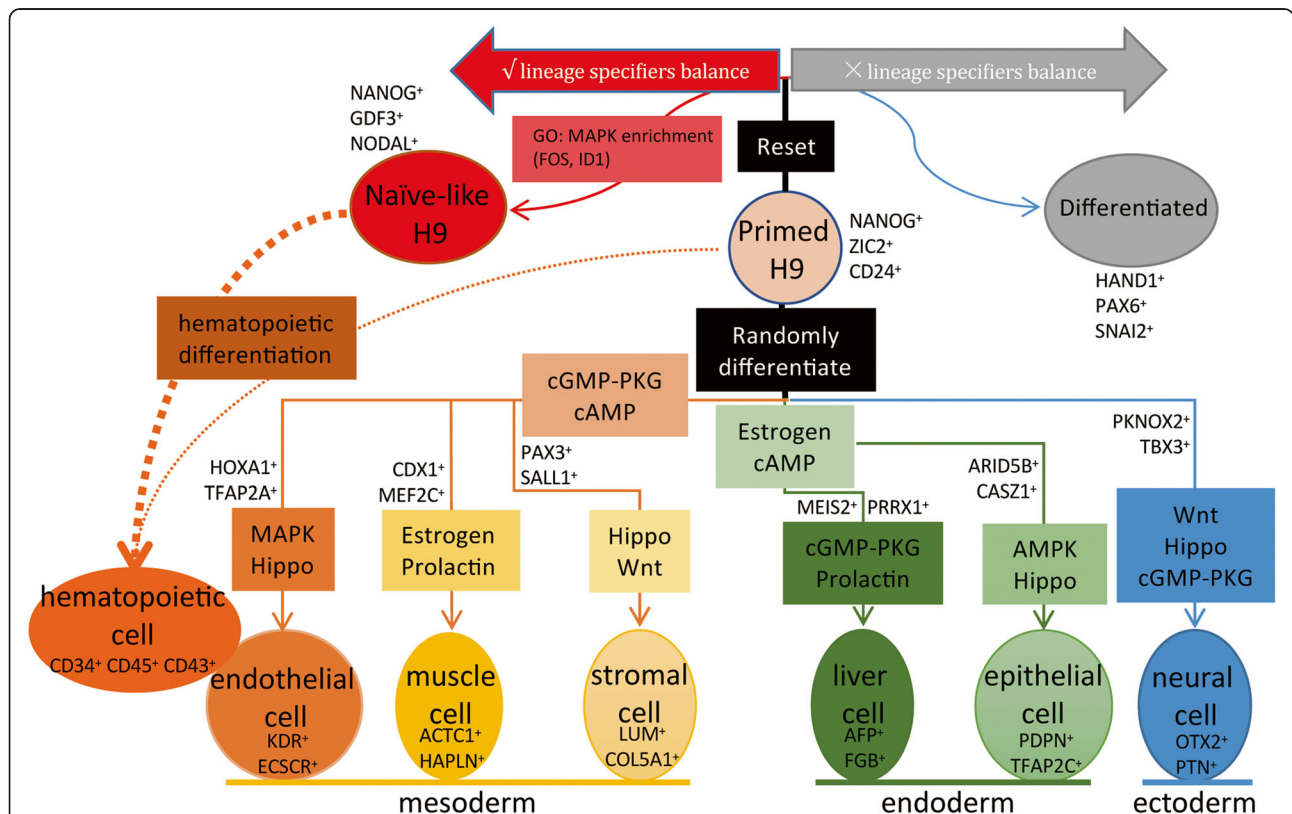 √ lineage specifiers balance
× lineage specifiers balance
NANOG⁺
GDF3⁺
NODAL⁺
GO: MAPK enrichment
(FOS, ID1)
Reset
Naïve-like
H9
Primed
H9
NANOG⁺
ZIC2⁺
CD24⁺
Differentiated
HAND1⁺
PAX6⁺
SNAI2⁺
hematopoietic
differentiation
Randomly
differentiate
cGMP-PKG
cAMP
Estrogen
cAMP
HOXA1⁺
TFAP2A⁺
CDX1⁺
MEF2C⁺
PAX3⁺
SALL1⁺
MEIS2⁺ PRRX1⁺
ARID5B⁺
CASZ1⁺
PKNOX2⁺
TBX3⁺
MAPK
Hippo
Estrogen
Prolactin
Hippo
Wnt
cGMP-PKG
Prolactin
AMPK
Hippo
Wnt
Hippo
cGMP-PKG
hematopoietic
cell
CD34⁺ CD45⁺ CD43⁺
endothelial
cell
KDR⁺
ECSCR⁺
muscle
cell
ACTC1⁺
HAPLN⁺
stromal
cell
LUM⁺
COL5A1⁺
liver
cell
AFP⁺
FGB⁺
epithelial
cell
PDPN⁺
TFAP2C⁺
neural
cell
OTX2⁺
PTN⁺
mesoderm
endoderm
ectoderm